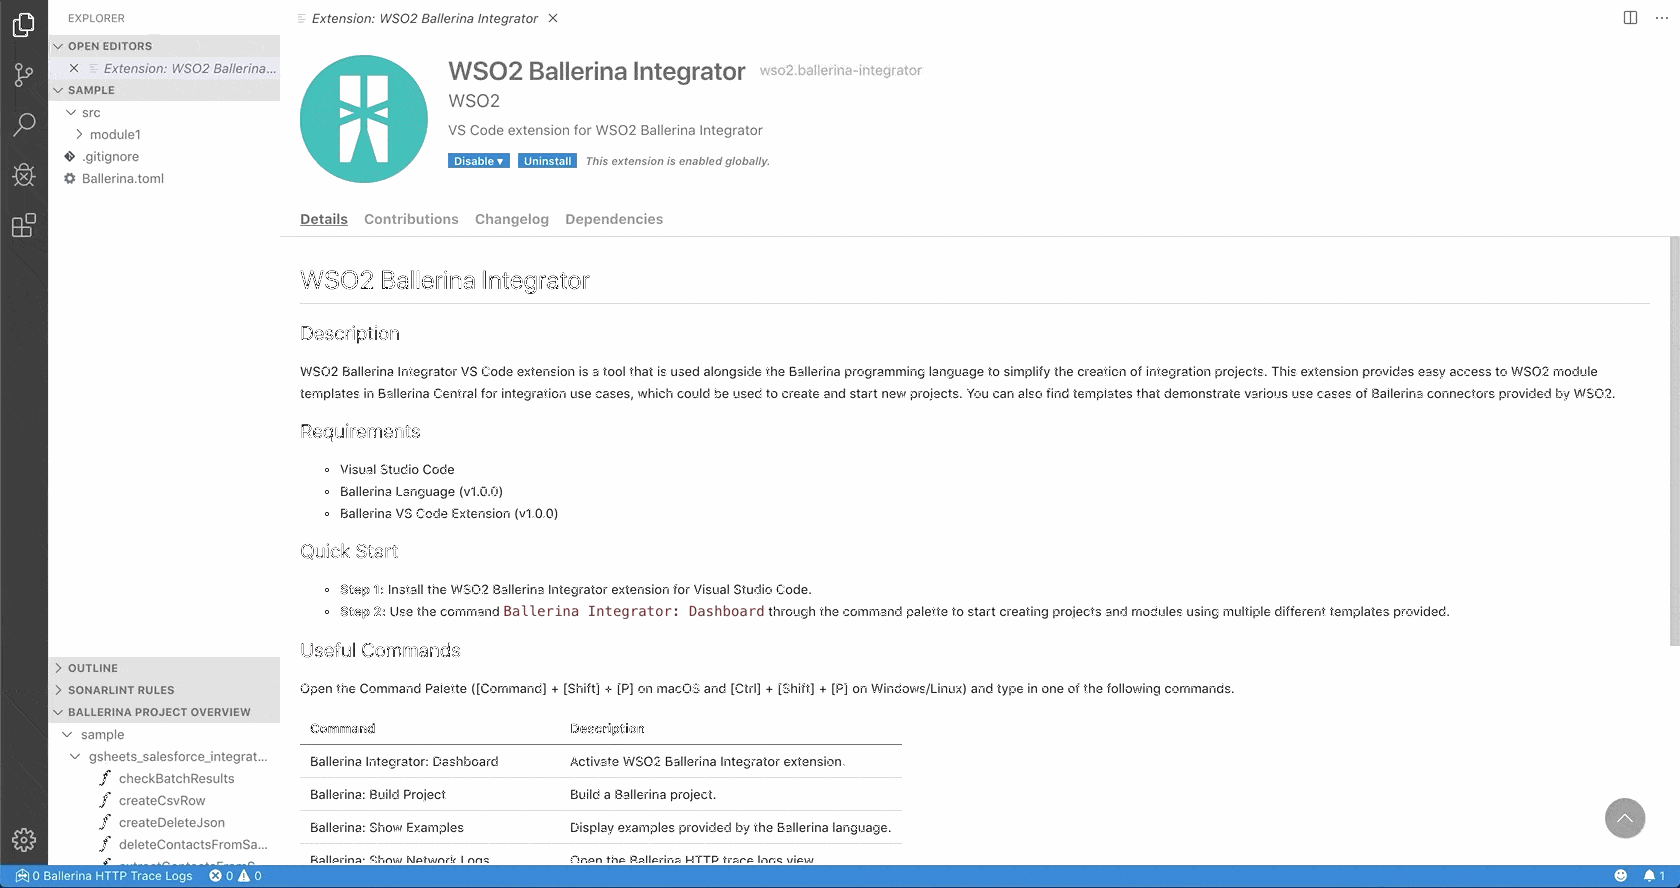 EXPLORER
OPEN EDITORS
Extension: WSO2 Ballerina...
SAMPLE
src
module1
.gitignore
Ballerina.toml
OUTLINE
SONARLINT RULES
BALLERINA PROJECT OVERVIEW
sample
gsheets_salesforce_integrat...
checkBatchResults
createCsvRow
createDeleteJson
deleteContactsFromSa...
Extension: WSO2 Ballerina Integrator
WSO2 Ballerina Integrator wso2.ballerina-integrator
WSO2
VS Code extension for WSO2 Ballerina Integrator
Disable ▾ Uninstall This extension is enabled globally.
Details Contributions Changelog Dependencies
WSO2 Ballerina Integrator
Description
WSO2 Ballerina Integrator VS Code extension is a tool that is used alongside the Ballerina programming language to simplify the creation of integration projects. This extension provides easy access to WSO2 module
templates in Ballerina Central for integration use cases, which could be used to create and start new projects. You can also find templates that demonstrate various use cases of Ballerina connectors provided by WSO2.
Requirements
Visual Studio Code
Ballerina Language (v1.0.0)
Ballerina VS Code Extension (v1.0.0)
Quick Start
Step 1: Install the WSO2 Ballerina Integrator extension for Visual Studio Code.
Step 2: Use the command Ballerina Integrator: Dashboard through the command palette to start creating projects and modules using multiple different templates provided.
Useful Commands
Open the Command Palette ([Command] + [Shift] + [P] on macOS and [Ctrl] + [Shift] + [P] on Windows/Linux) and type in one of the following commands.
Command Description
Ballerina Integrator: Dashboard Activate WSO2 Ballerina Integrator extension.
Ballerina: Build Project Build a Ballerina project.
Ballerina: Show Examples Display examples provided by the Ballerina language.
Ballerina: Show Network Logs Open the Ballerina HTTP trace logs view
0 Ballerina HTTP Trace Logs 0 0 1